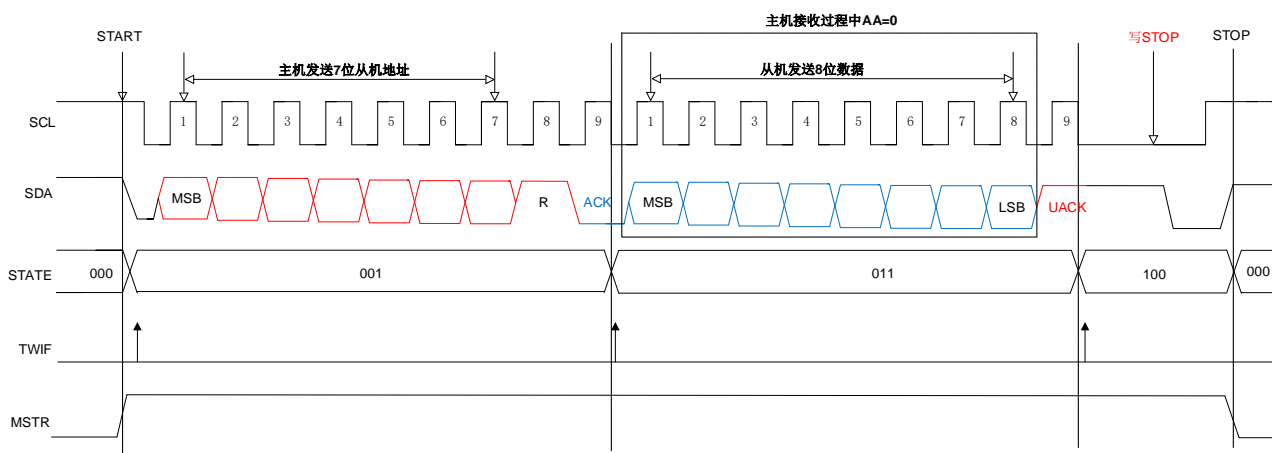 主机接收过程中AA=0
START
写STOP
STOP
主机发送7位从机地址
从机发送8位数据
SCL
1 2 3 4 5 6 7 8 9 1 2 3 4 5 6 7 8 9
SDA
MSB R ACK MSB LSB UACK
STATE
000 001 011 100 000
TWIF
MSTR